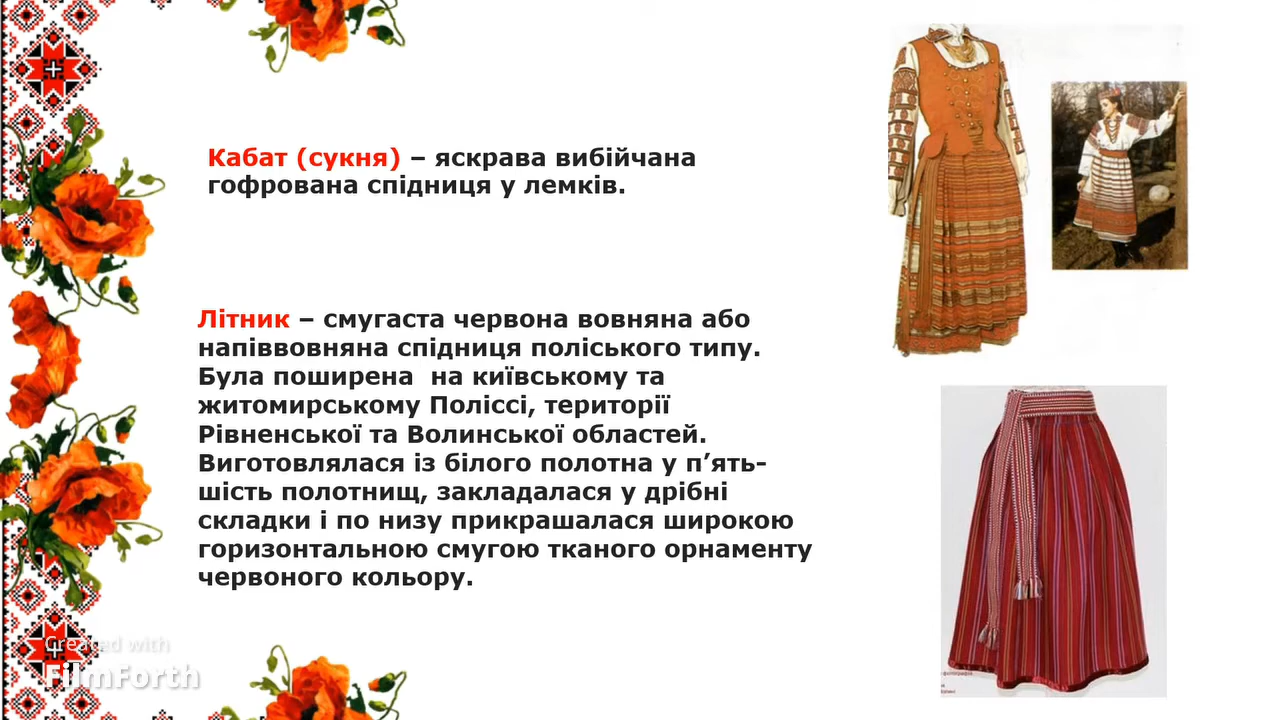 Кабат (сукня) – яскрава вибійчана
гофрована спідниця у лемків.
Літник – смугаста червона вовняна або
напіввовняна спідниця поліського типу.
Була поширена на київському та
житомирському Поліссі, території
Рівненської та Волинської областей.
Виготовлялася із білого полотна у п’ять-
шість полотнищ, закладалася у дрібні
складки і по низу прикрашалася широкою
горизонтальною смугою тканого орнаменту
червоного кольору.
Created with
FilmForth